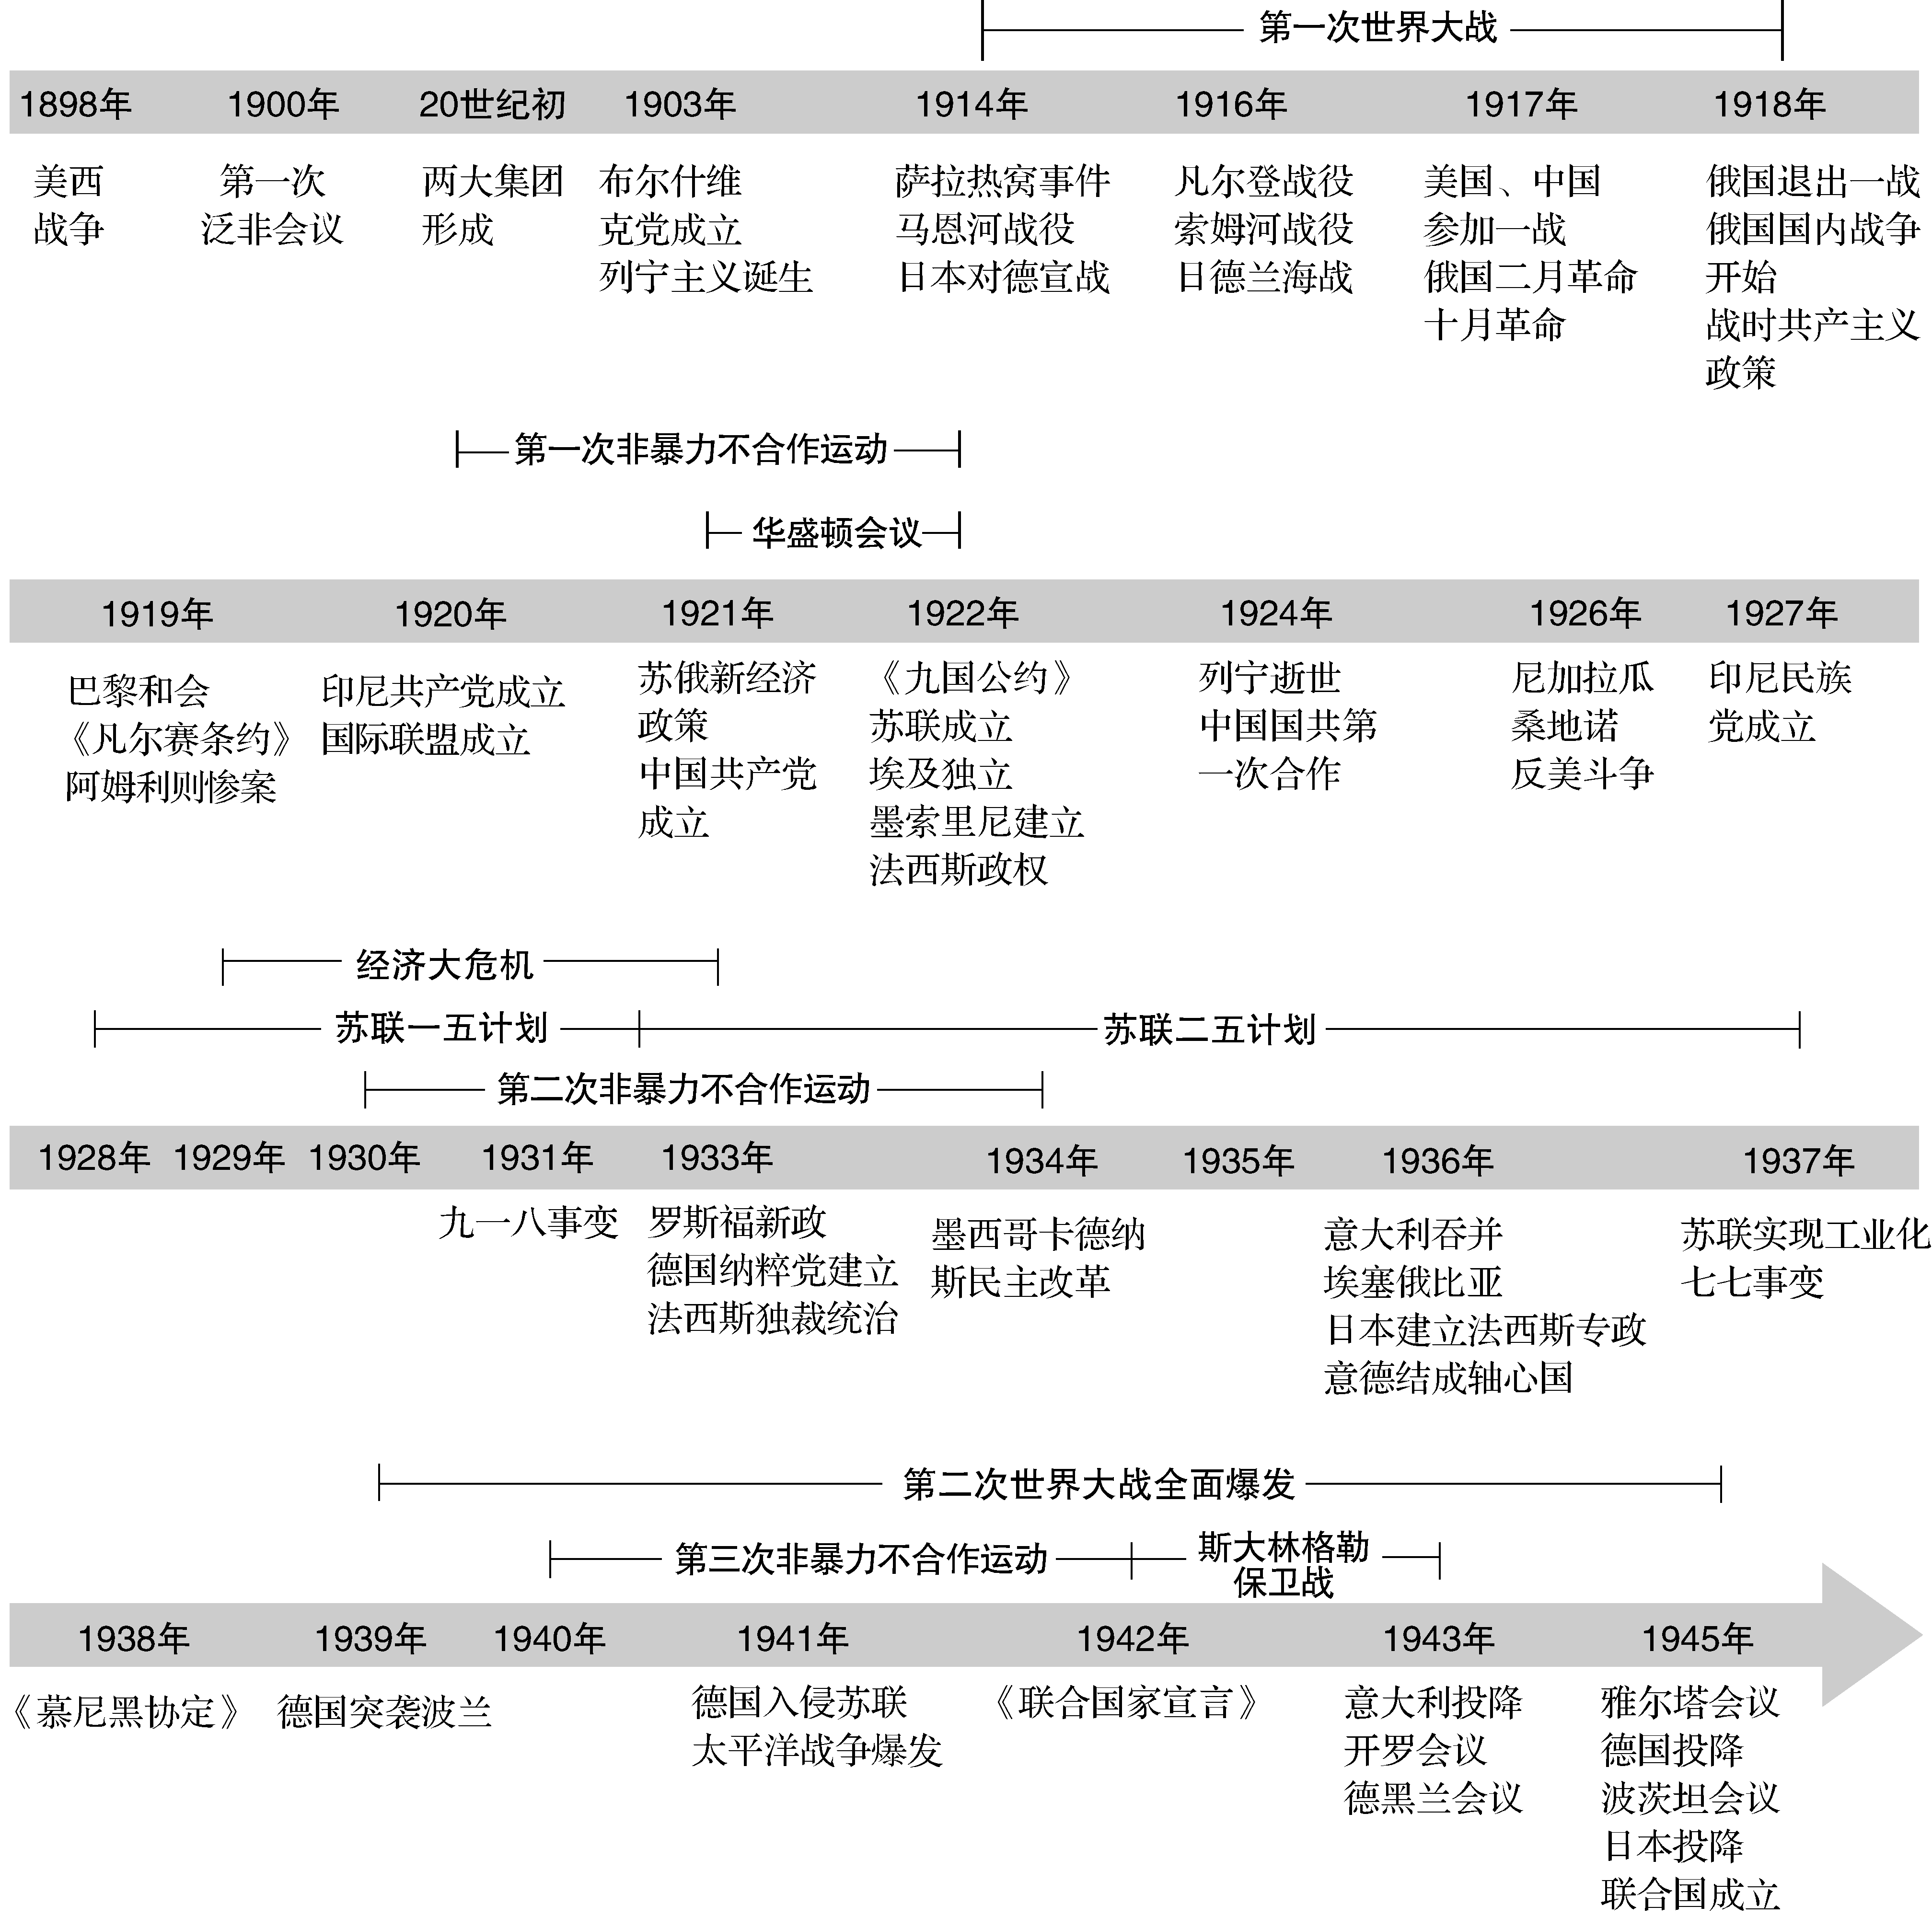 第一次世界大战
1898年 1900年 20世纪初 1903年 1914年 1916年 1917年 1918年
美西
战争
第一次
泛非会议
两大集团
形成
布尔什维
克党成立
列宁主义诞生
萨拉热窝事件
马恩河战役
日本对德宣战
凡尔登战役
索姆河战役
日德兰海战
美国、中国
参加一战
俄国二月革命
十月革命
俄国退出一战
俄国国内战争
开始
战时共产主义
政策
第一次非暴力不合作运动
华盛顿会议
1919年 1920年 1921年 1922年 1924年 1926年 1927年
巴黎和会
《凡尔赛条约》
阿姆利则惨案
印尼共产党成立
国际联盟成立
苏俄新经济
政策
中国共产党
成立
《九国公约》
苏联成立
埃及独立
墨索里尼建立
法西斯政权
列宁逝世
中国国共第
一次合作
尼加拉瓜
桑地诺
反美斗争
印尼民族
党成立
经济大危机
苏联一五计划 苏联二五计划
第二次非暴力不合作运动
1928年 1929年 1930年 1931年 1933年 1934年 1935年 1936年 1937年
九一八事变
罗斯福新政
德国纳粹党建立
法西斯独裁统治
墨西哥卡德纳
斯民主改革
意大利吞并
埃塞俄比亚
日本建立法西斯专政
意德结成轴心国
苏联实现工业化
七七事变
第二次世界大战全面爆发
第三次非暴力不合作运动
斯大林格勒
保卫战
1938年 1939年 1940年 1941年 1942年 1943年 1945年
《慕尼黑协定》
德国突袭波兰
德国入侵苏联
太平洋战争爆发
《联合国家宣言》
意大利投降
开罗会议
德黑兰会议
雅尔塔会议
德国投降
波茨坦会议
日本投降
联合国成立